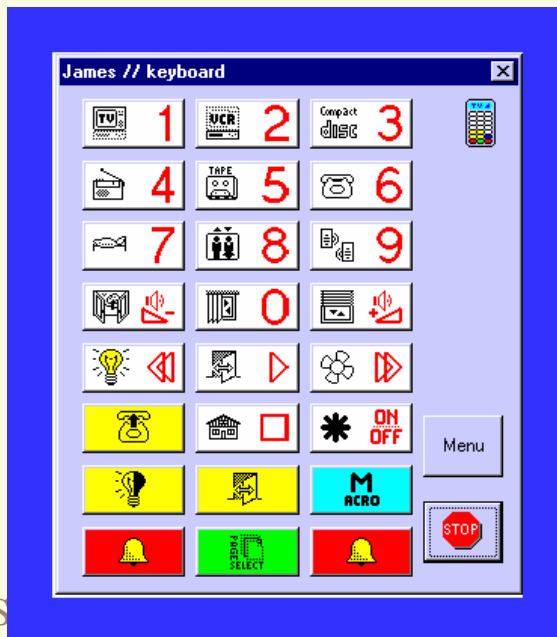 James // keyboard
TV 1 VCR 2 Compact disc 3 TV
4 TAPE 5 6
7 8 9
- 0 +
ON OFF
Menu
M ACRO
STOP
PAGE SELECT
S